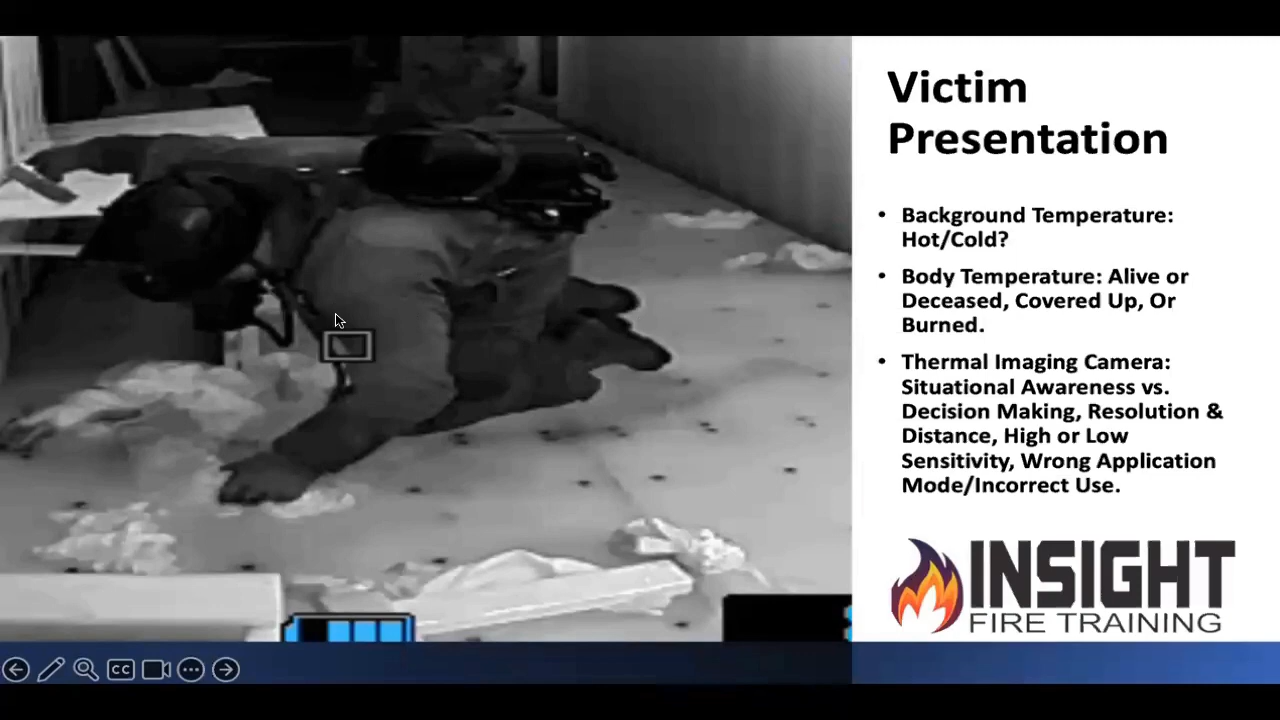 Victim
Presentation
• Background Temperature:
Hot/Cold?
• Body Temperature: Alive or
Deceased, Covered Up, Or
Burned.
• Thermal Imaging Camera:
Situational Awareness vs.
Decision Making, Resolution &
Distance, High or Low
Sensitivity, Wrong Application
Mode/Incorrect Use.
INSIGHT
FIRE TRAINING
CC